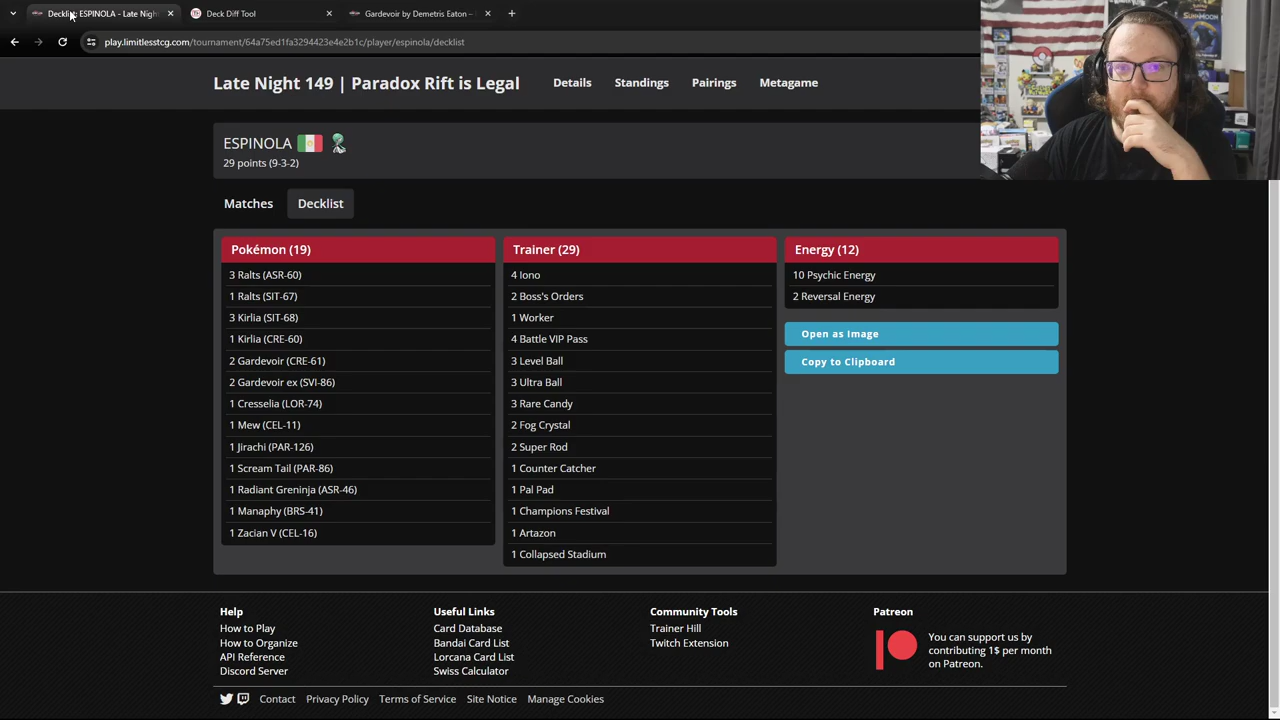 Decklist: ESPINOLA - Late Nigh
Deck Diff Tool
Gardevoir by Demetris Eaton -
play.limitlesstcg.com/tournament/64a75ed1fa3294423e4e2b1c/player/espinola/decklist
Late Night 149 | Paradox Rift is Legal
Details
Standings
Pairings
Metagame
ESPINOLA
29 points (9-3-2)
Matches
Decklist
Pokémon (19)
3 Ralts (ASR-60)
1 Ralts (SIT-67)
3 Kirlia (SIT-68)
1 Kirlia (CRE-60)
2 Gardevoir (CRE-61)
2 Gardevoir ex (SVI-86)
1 Cresselia (LOR-74)
1 Mew (CEL-11)
1 Jirachi (PAR-126)
1 Scream Tail (PAR-86)
1 Radiant Greninja (ASR-46)
1 Manaphy (BRS-41)
1 Zacian V (CEL-16)
Trainer (29)
4 Iono
2 Boss's Orders
1 Worker
4 Battle VIP Pass
3 Level Ball
3 Ultra Ball
3 Rare Candy
2 Fog Crystal
2 Super Rod
1 Counter Catcher
1 Pal Pad
1 Champions Festival
1 Artazon
1 Collapsed Stadium
Energy (12)
10 Psychic Energy
2 Reversal Energy
Open as Image
Copy to Clipboard
Help
How to Play
How to Organize
API Reference
Discord Server
Useful Links
Card Database
Bandai Card List
Lorcana Card List
Swiss Calculator
Community Tools
Trainer Hill
Twitch Extension
Patreon
You can support us by
contributing 1$ per month
on Patreon.
Contact
Privacy Policy
Terms of Service
Site Notice
Manage Cookies
SUN MOON